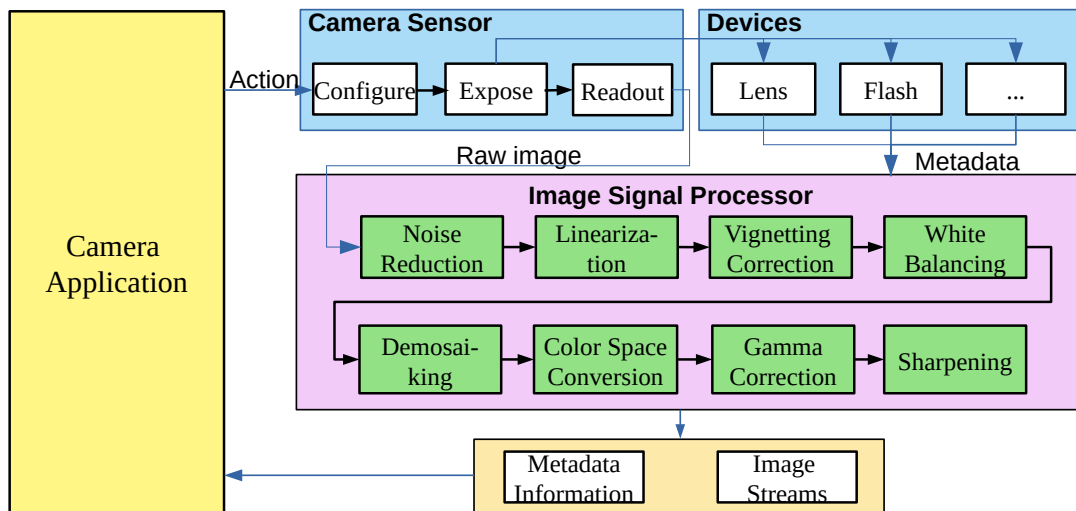 Camera Sensor
Devices
Action
Configure
Expose
Readout
Lens
Flash
...
Raw image
Metadata
Camera
Application
Image Signal Processor
Noise
Reduction
Lineariza-
tion
Vignetting
Correction
White
Balancing
Demosai-
king
Color Space
Conversion
Gamma
Correction
Sharpening
Metadata
Information
Image
Streams